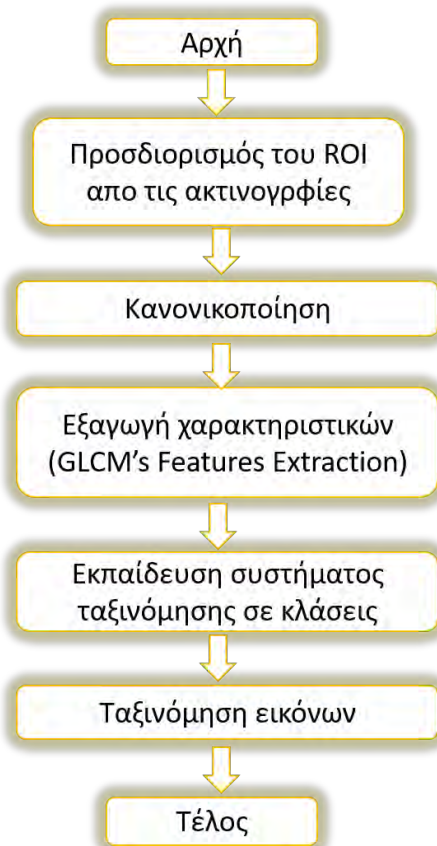 Αρχή
Προσδιορισμός του ROI
απο τις ακτινογρφίες
Κανονικοποίηση
Εξαγωγή χαρακτηριστικών
(GLCM’s Features Extraction)
Εκπαίδευση συστήματος
ταξινόμησης σε κλάσεις
Ταξινόμηση εικόνων
Τέλος